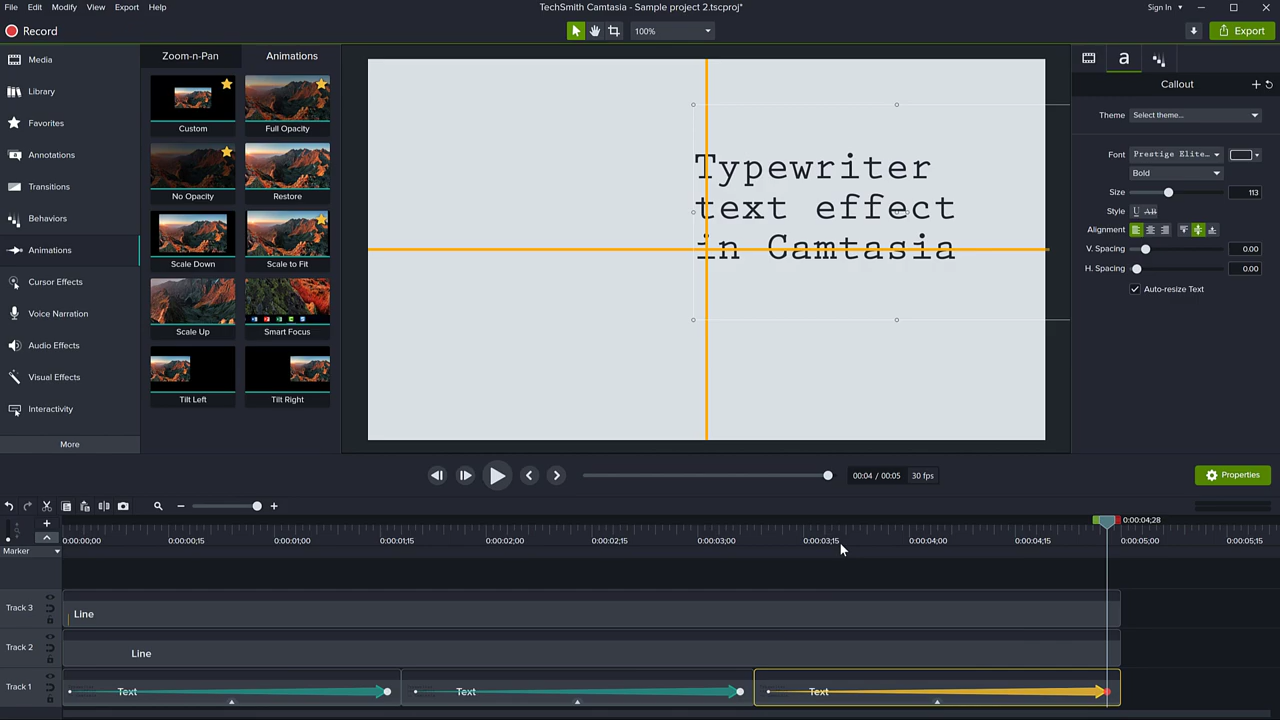 File Edit Modify View Export Help
TechSmith Camtasia - Sample project 2.tscproj*
Sign In
Record
100%
Export
Media
Library
Favorites
Annotations
Transitions
Behaviors
Animations
Cursor Effects
Voice Narration
Audio Effects
Visual Effects
Interactivity
More
Zoom-n-Pan Animations
Custom Full Opacity
No Opacity Restore
Scale Down Scale to Fit
Scale Up Smart Focus
Tilt Left Tilt Right
Typewriter
text effect
in Camtasia
a
Callout
Theme Select theme...
Font Prestige Elite...
Bold
Size 113
Style U Aa
Alignment
V. Spacing 0.00
H. Spacing 0.00
Auto-resize Text
00:04 / 00:05 30 fps
Properties
0:00:04;28
0:00:00;00 0:00:00;15 0:00:01;00 0:00:01;15 0:00:02;00 0:00:02;15 0:00:03;00 0:00:03;15 0:00:04;00 0:00:04;15 0:00:05;00 0:00:05;15
Marker
Track 3 Line
Track 2 Line
Track 1 Text Text Text